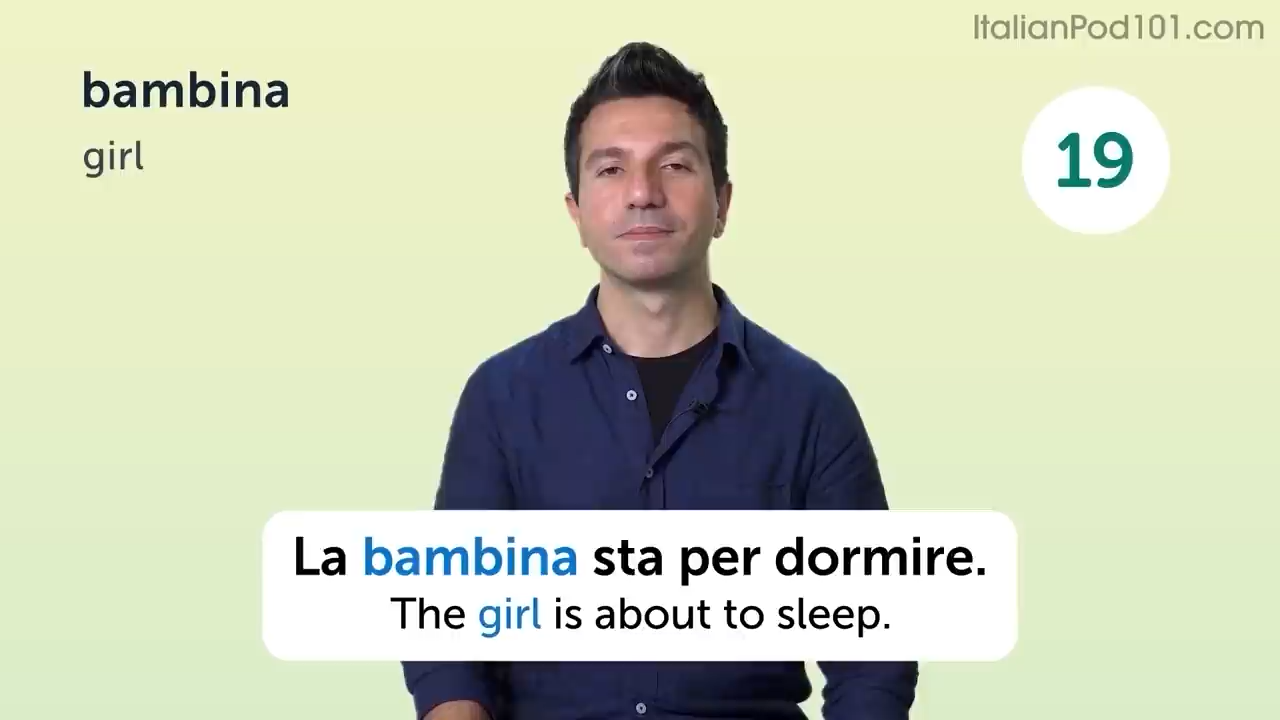 ItalianPod101.com
bambina
girl
19
La bambina sta per dormire.
The girl is about to sleep.